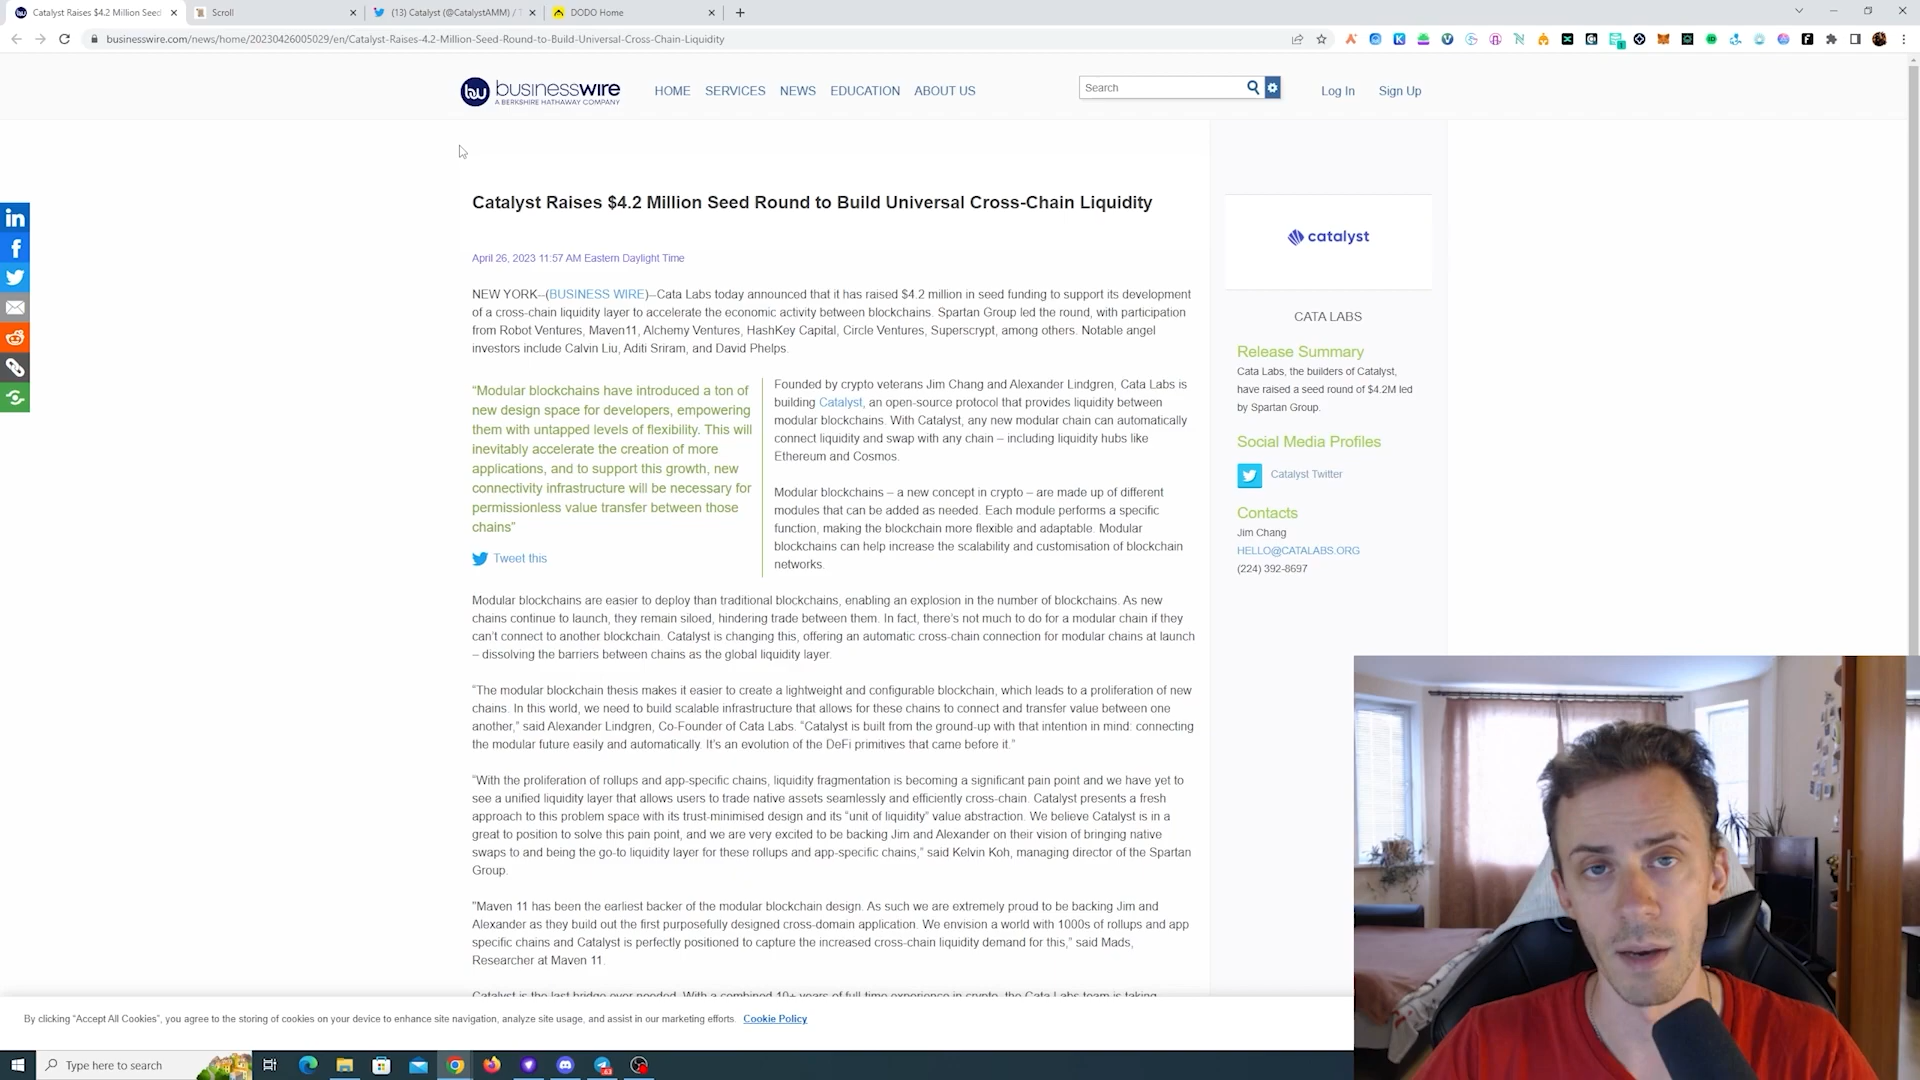 Catalyst Raises $4.2 Million Seed
Scroll
(13) Catalyst (@CatalystAMM) / T
DODO Home
businesswire.com/news/home/20230426005029/en/Catalyst-Raises-4.2-Million-Seed-Round-to-Build-Universal-Cross-Chain-Liquidity
businesswire
A BERKSHIRE HATHAWAY COMPANY
HOME SERVICES NEWS EDUCATION ABOUT US
Search
Log In Sign Up
Catalyst Raises $4.2 Million Seed Round to Build Universal Cross-Chain Liquidity
April 26, 2023 11:57 AM Eastern Daylight Time
NEW YORK--(BUSINESS WIRE)--Cata Labs today announced that it has raised $4.2 million in seed funding to support its development
of a cross-chain liquidity layer to accelerate the economic activity between blockchains. Spartan Group led the round, with participation
from Robot Ventures, Maven11, Alchemy Ventures, HashKey Capital, Circle Ventures, Superscrypt, among others. Notable angel
investors include Calvin Liu, Aditi Sriram, and David Phelps.
“Modular blockchains have introduced a ton of
new design space for developers, empowering
them with untapped levels of flexibility. This will
inevitably accelerate the creation of more
applications, and to support this growth, new
connectivity infrastructure will be necessary for
permissionless value transfer between those
chains”
Tweet this
Founded by crypto veterans Jim Chang and Alexander Lindgren, Cata Labs is
building Catalyst, an open-source protocol that provides liquidity between
modular blockchains. With Catalyst, any new modular chain can automatically
connect liquidity and swap with any chain – including liquidity hubs like
Ethereum and Cosmos.
Modular blockchains – a new concept in crypto – are made up of different
modules that can be added as needed. Each module performs a specific
function, making the blockchain more flexible and adaptable. Modular
blockchains can help increase the scalability and customisation of blockchain
networks.
Modular blockchains are easier to deploy than traditional blockchains, enabling an explosion in the number of blockchains. As new
chains continue to launch, they remain siloed, hindering trade between them. In fact, there’s not much to do for a modular chain if they
can’t connect to another blockchain. Catalyst is changing this, offering an automatic cross-chain connection for modular chains at launch
– dissolving the barriers between chains as the global liquidity layer.
“The modular blockchain thesis makes it easier to create a lightweight and configurable blockchain, which leads to a proliferation of new
chains. In this world, we need to build scalable infrastructure that allows for these chains to connect and transfer value between one
another,” said Alexander Lindgren, Co-Founder of Cata Labs. “Catalyst is built from the ground-up with that intention in mind: connecting
the modular future easily and automatically. It’s an evolution of the DeFi primitives that came before it.”
“With the proliferation of rollups and app-specific chains, liquidity fragmentation is becoming a significant pain point and we have yet to
see a unified liquidity layer that allows users to trade native assets seamlessly and efficiently cross-chain. Catalyst presents a fresh
approach to this problem space with its trust-minimised design and its “unit of liquidity” value abstraction. We believe Catalyst is in a
great to position to solve this pain point, and we are very excited to be backing Jim and Alexander on their vision of bringing native
swaps to and being the go-to liquidity layer for these rollups and app-specific chains,” said Kelvin Koh, managing director of the Spartan
Group.
"Maven 11 has been the earliest backer of the modular blockchain design. As such we are extremely proud to be backing Jim and
Alexander as they build out the first purposefully designed cross-domain application. We envision a world with 1000s of rollups and app
specific chains and Catalyst is perfectly positioned to capture the increased cross-chain liquidity demand for this,” said Mads,
Researcher at Maven 11.
Catalyst is the last bridge ever needed. With a combined 10+ years of full time experience in crypto, the Cata Labs team is taking
catalyst
CATA LABS
Release Summary
Cata Labs, the builders of Catalyst,
have raised a seed round of $4.2M led
by Spartan Group.
Social Media Profiles
Catalyst Twitter
Contacts
Jim Chang
HELLO@CATALABS.ORG
(224) 392-8697
By clicking “Accept All Cookies”, you agree to the storing of cookies on your device to enhance site navigation, analyze site usage, and assist in our marketing efforts. Cookie Policy
Type here to search